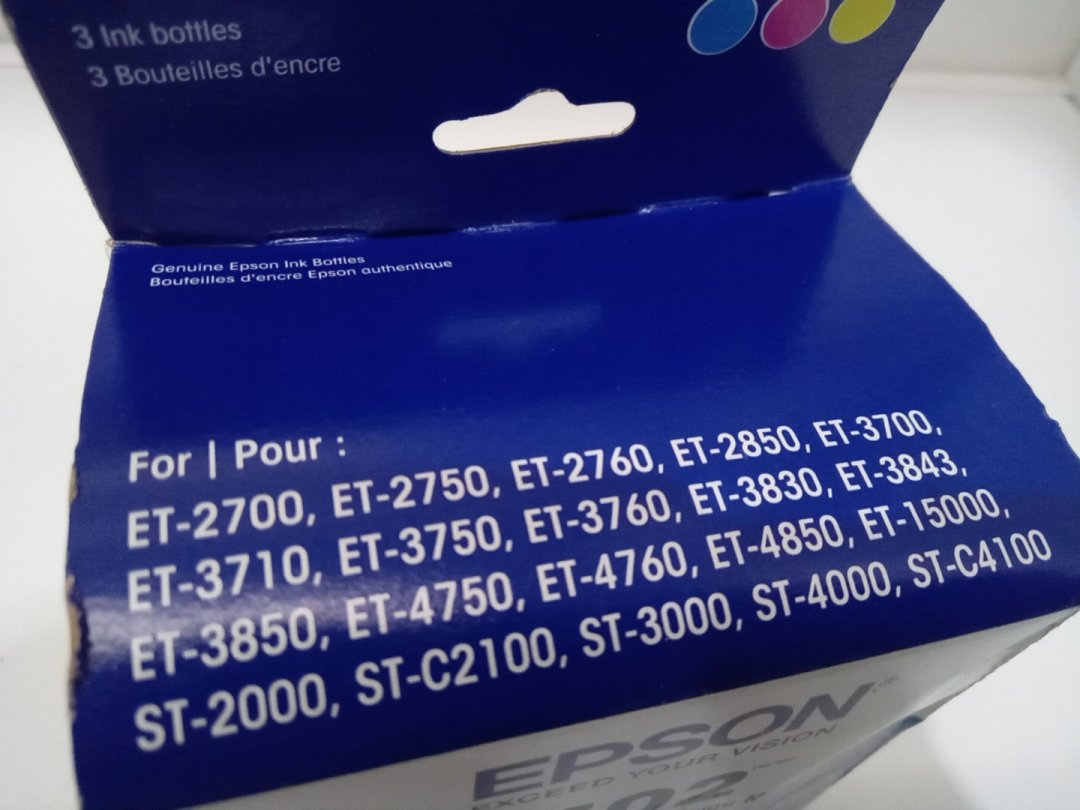 3 Ink bottles
3 Bouteilles d'encre
Genuine Epson Ink Bottles
Bouteilles d'encre Epson authentique
For | Pour :
ET-2700, ET-2750, ET-2760, ET-2850, ET-3700,
ET-3710, ET-3750, ET-3760, ET-3830, ET-3843,
ET-3850, ET-4750, ET-4760, ET-4850, ET-15000,
ST-2000, ST-C2100, ST-3000, ST-4000, ST-C4100
EPSON
EXCEED YOUR VISION
502